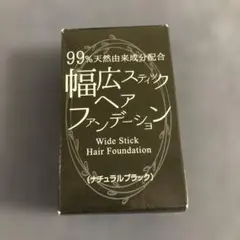 99%天然由来成分配合
幅広スティック
ヘア
ファンデーション
Wide Stick
Hair Foundation
(ナチュラルブラック)